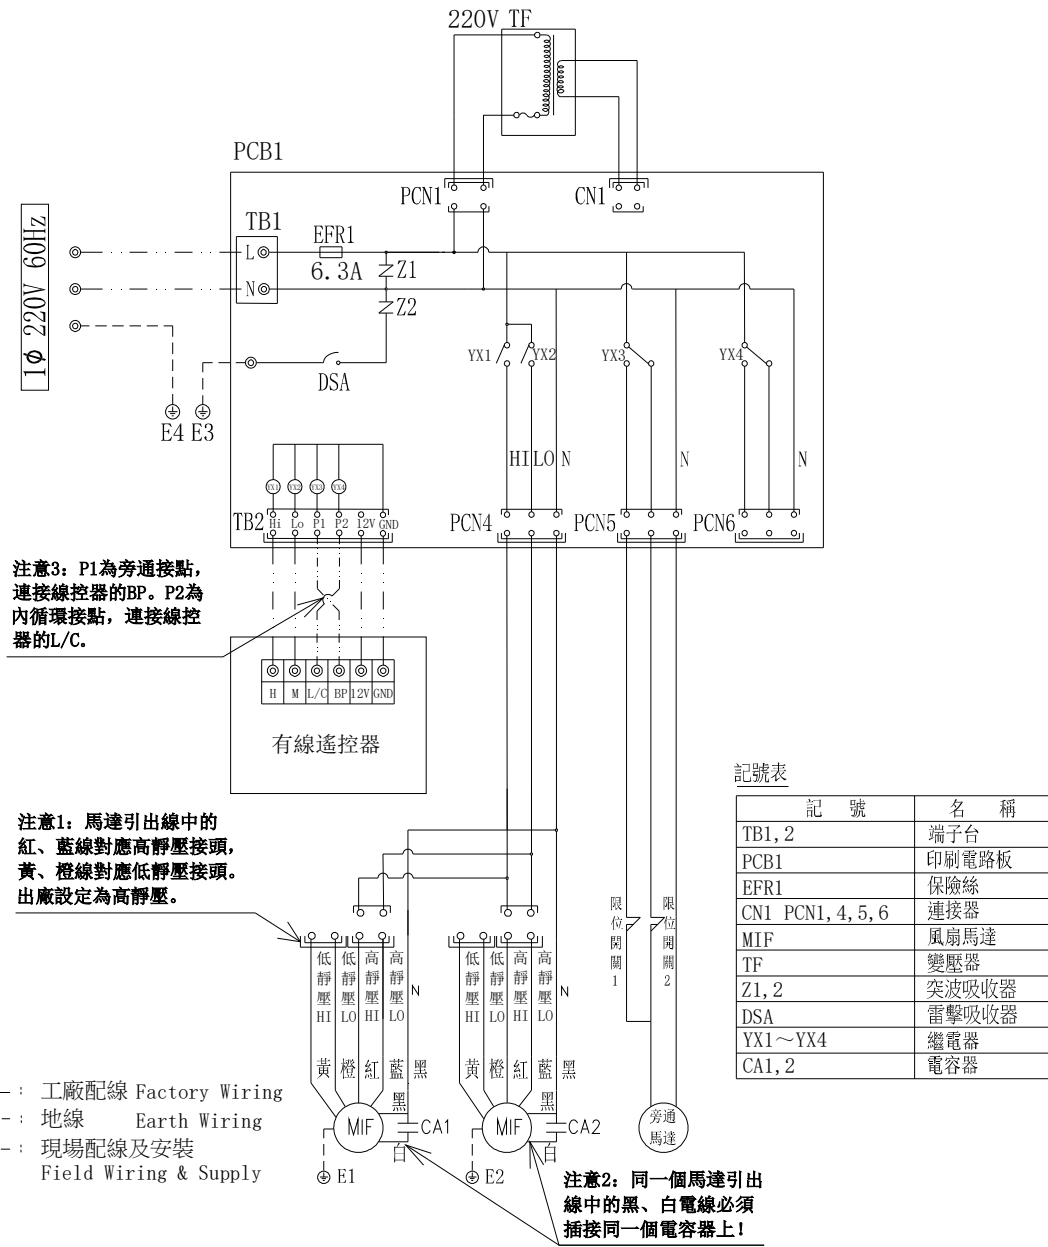 220V TF
PCB1
PCN1
CN1
1ϕ 220V 60Hz
TB1
L
N
EFR1
6.3A
Z1
Z2
DSA
E4
E3
YX1
YX2
YX3
YX4
HI
LO
N
N
N
YX1
YX2
YX3
YX4
TB2
Hi
Lo
P1
P2
12V
GND
PCN4
PCN5
PCN6
注意3: P1為旁通接點，
連接線控器的BP。P2為
內循環接點，連接線控
器的L/C。
H
M
L/C
BP
12V
GND
有線遙控器
注意1: 馬達引出線中的
紅、藍線對應高靜壓接頭，
黃、橙線對應低靜壓接頭。
出廠設定為高靜壓。
限位開關1
限位開關2
低靜壓HI
低靜壓LO
高靜壓HI
高靜壓LO
N
低靜壓HI
低靜壓LO
高靜壓HI
高靜壓LO
N
黃
橙
紅
藍
黑
黃
橙
紅
藍
黑
黑
MIF
CA1
白
E1
黑
MIF
CA2
白
E2
旁通
馬達
注意2: 同一個馬達引出
線中的黑、白電線必須
插接同一個電容器上!
: 工廠配線 Factory Wiring
: 地線 Earth Wiring
: 現場配線及安裝
Field Wiring & Supply
記號表
記號 名稱
TB1,2 端子台
PCB1 印刷電路板
EFR1 保險絲
CN1 PCN1,4,5,6 連接器
MIF 風扇馬達
TF 變壓器
Z1,2 突波吸收器
DSA 雷擊吸收器
YX1～YX4 繼電器
CA1,2 電容器